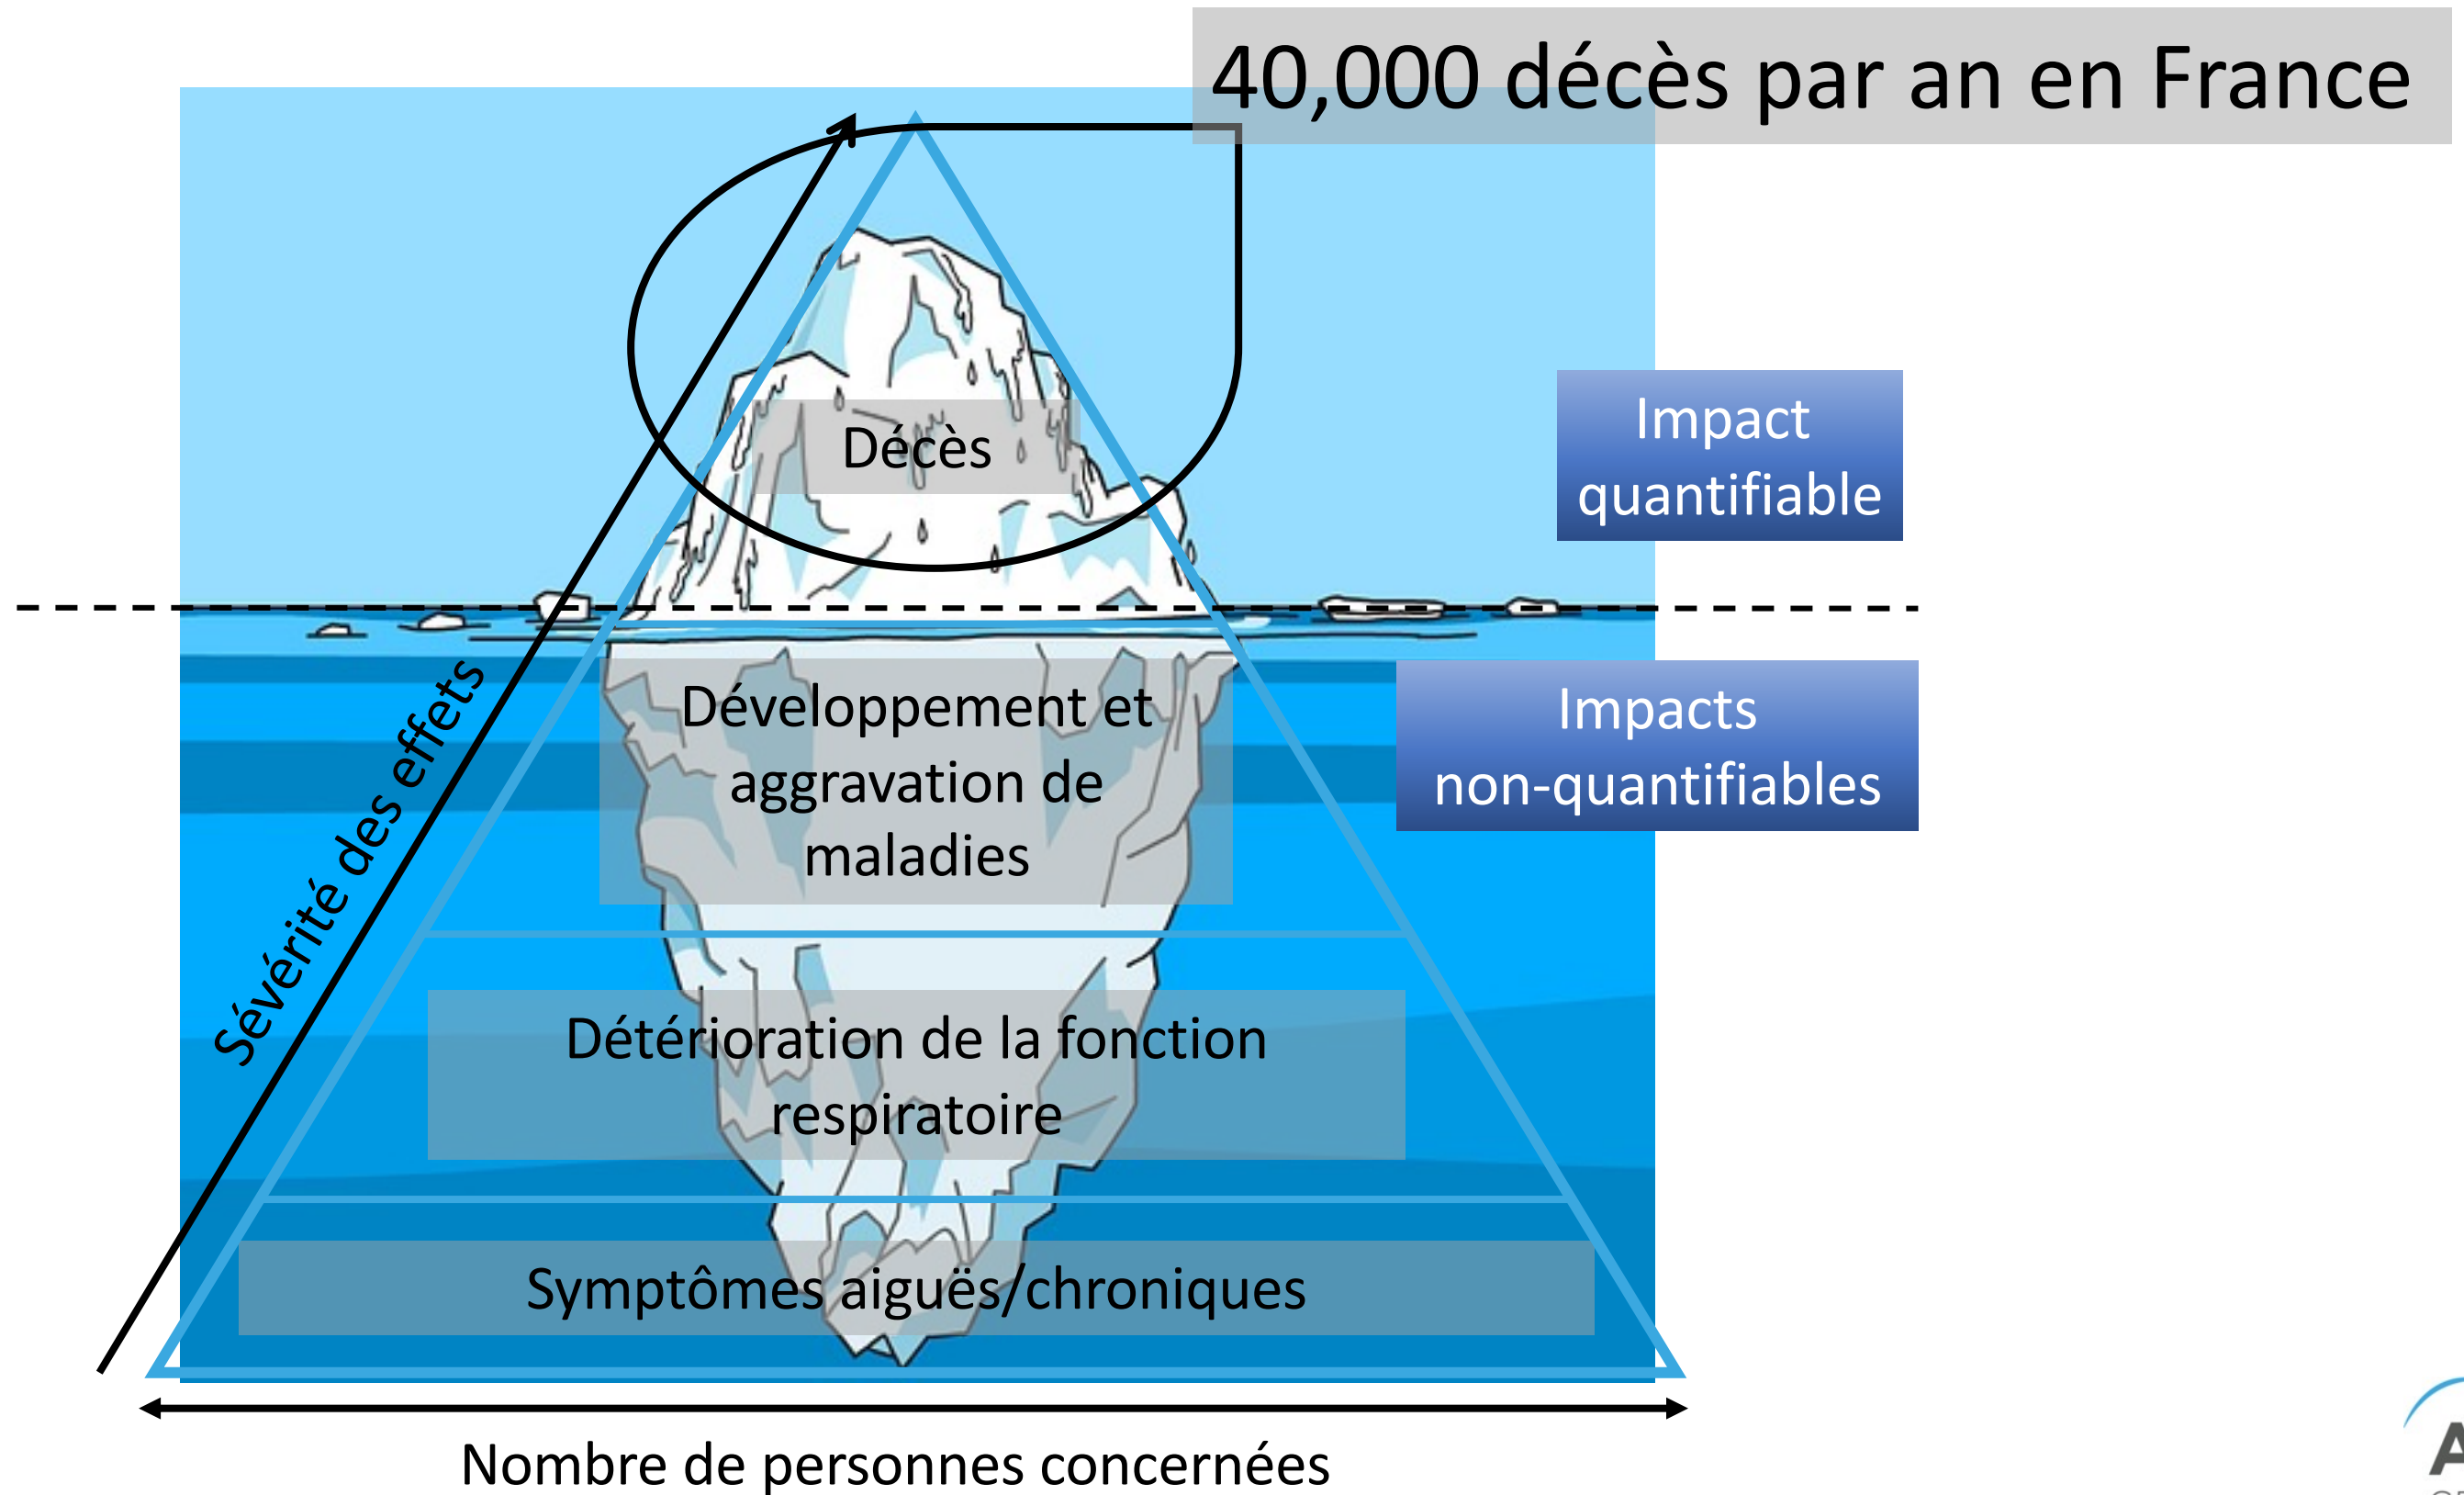 40,000 décès par an en France
Décès
Impact
quantifiable
Développement et
aggravation de
maladies
Impacts
non-quantifiables
Sévérité des effets
Détérioration de la fonction
respiratoire
Symptômes aiguës/chroniques
Nombre de personnes concernées